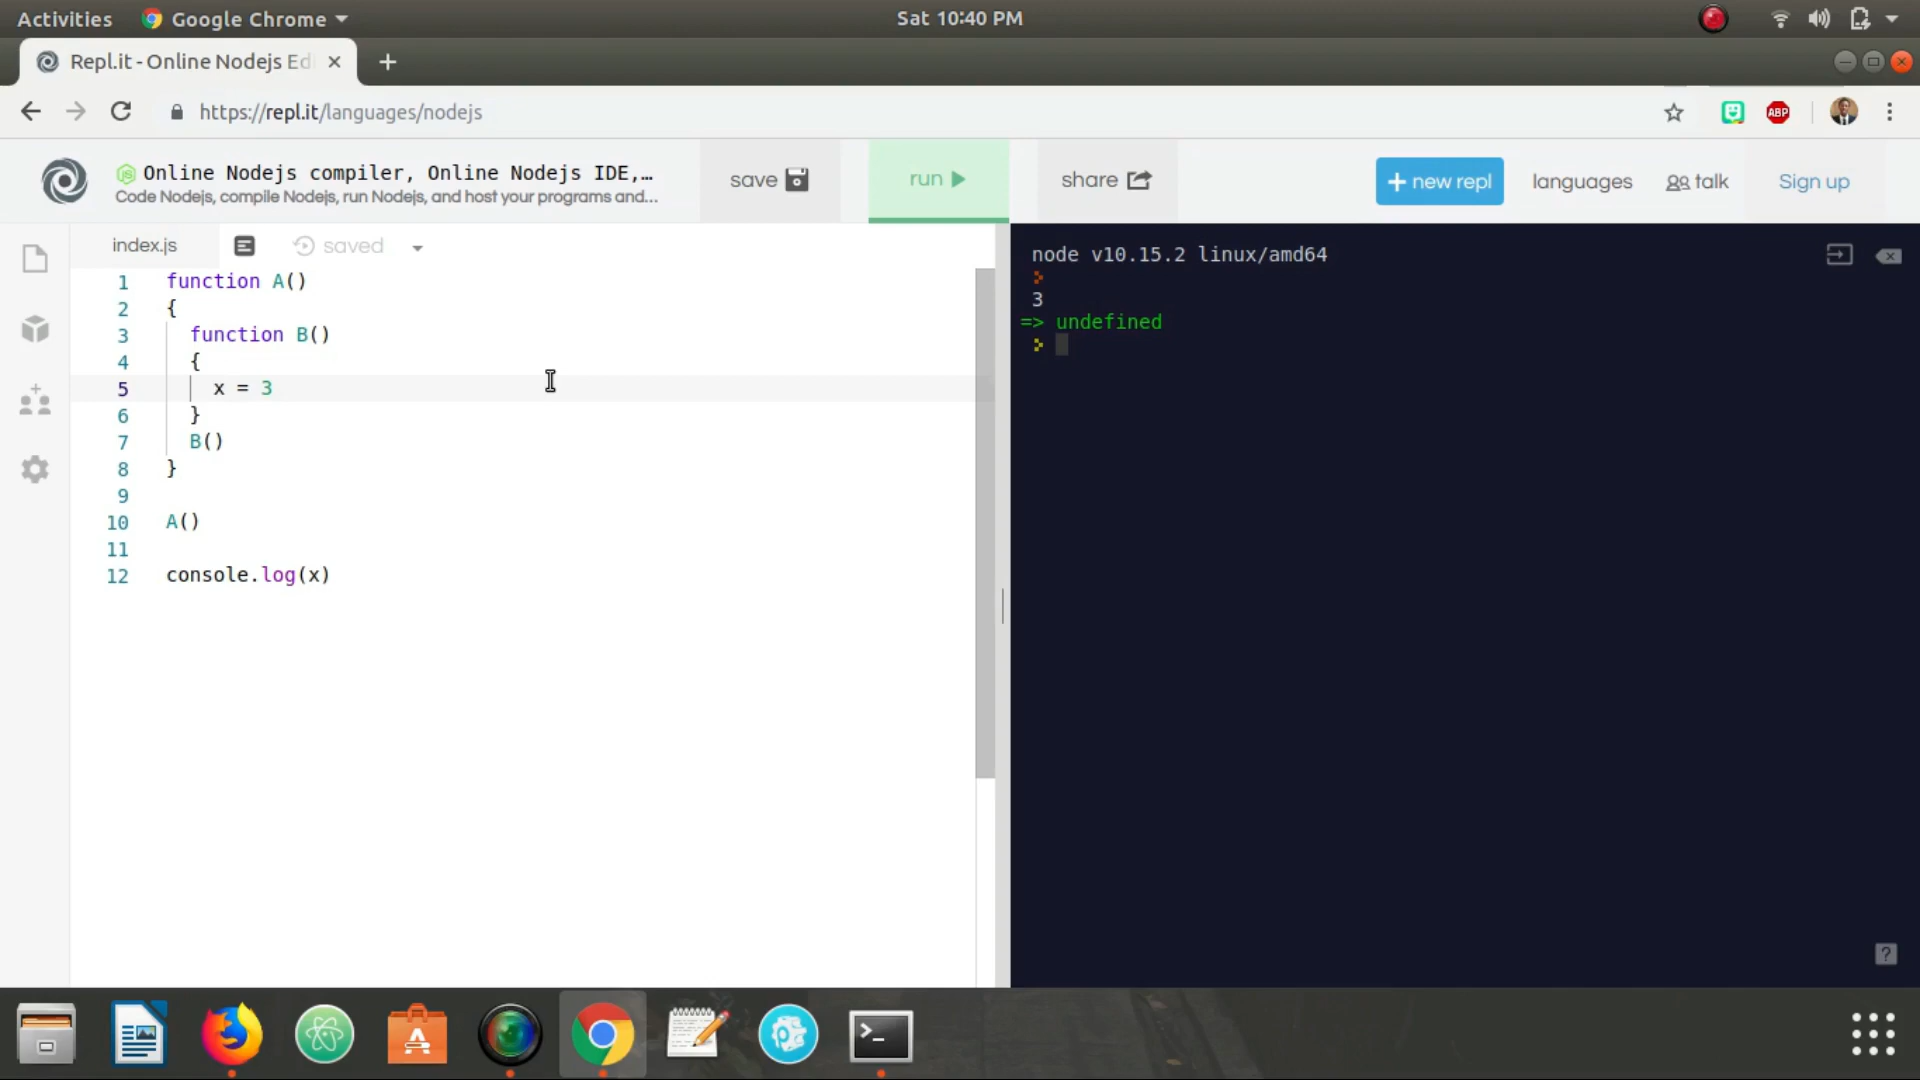 Activities
Google Chrome
Sat 10:40 PM
Repl.it - Online Nodejs Ed
https://repl.it/languages/nodejs
ABP
JS
Online Nodejs compiler, Online Nodejs IDE,...
Code Nodejs, compile Nodejs, run Nodejs, and host your programs and...
save
run
share
+ new repl
languages
talk
Sign up
index.js
saved
1 function A()
2 {
3 function B()
4 {
5 x = 3
6 }
7 B()
8 }
9
10 A()
11
12 console.log(x)
node v10.15.2 linux/amd64
3
=> undefined
?
A
>_